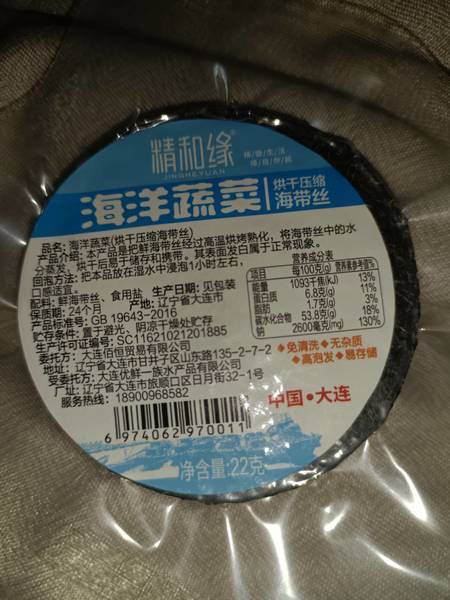 精和缘
JINGHEYUAN
海洋蔬菜
烘干压缩
海带丝
品名: 海洋蔬菜(烘干压缩海带丝)
产品介绍: 本产品是把鲜海带丝经过高温烘烤熟化, 将海带丝中的水
分蒸发, 烘干后易于储存和携带。其表面发白属于正常现象。
回泡方法: 把本品放在温水中浸泡1小时左右,
配料: 鲜海带丝、食用盐 生产日期: 见包装
保质期: 24个月 产地: 辽宁省大连市
产品标准号: GB 19643-2016
贮存条件: 置于避光、阴凉干燥处贮存
生产许可证编号: SC11621021201885
委托方: 大连佰恒贸易有限公司
地址: 辽宁省大连市甘井子区山东路135-2-7-2
受委托方: 大连优鲜一族水产品有限公司
厂址: 辽宁省大连市旅顺口区日月街32-1号
服务热线: 18900968582
营养成分表
项目 每100克(g) 营养素参考值%
能量 1093千焦(kJ) 13%
蛋白质 6.8克(g) 11%
脂肪 1.7克(g) 3%
碳水化合物 53.8克(g) 18%
钠 2600毫克(mg) 130%
免清洗 无杂质
高泡发 易存储
中国·大连
6 974062 970011
净含量:22克